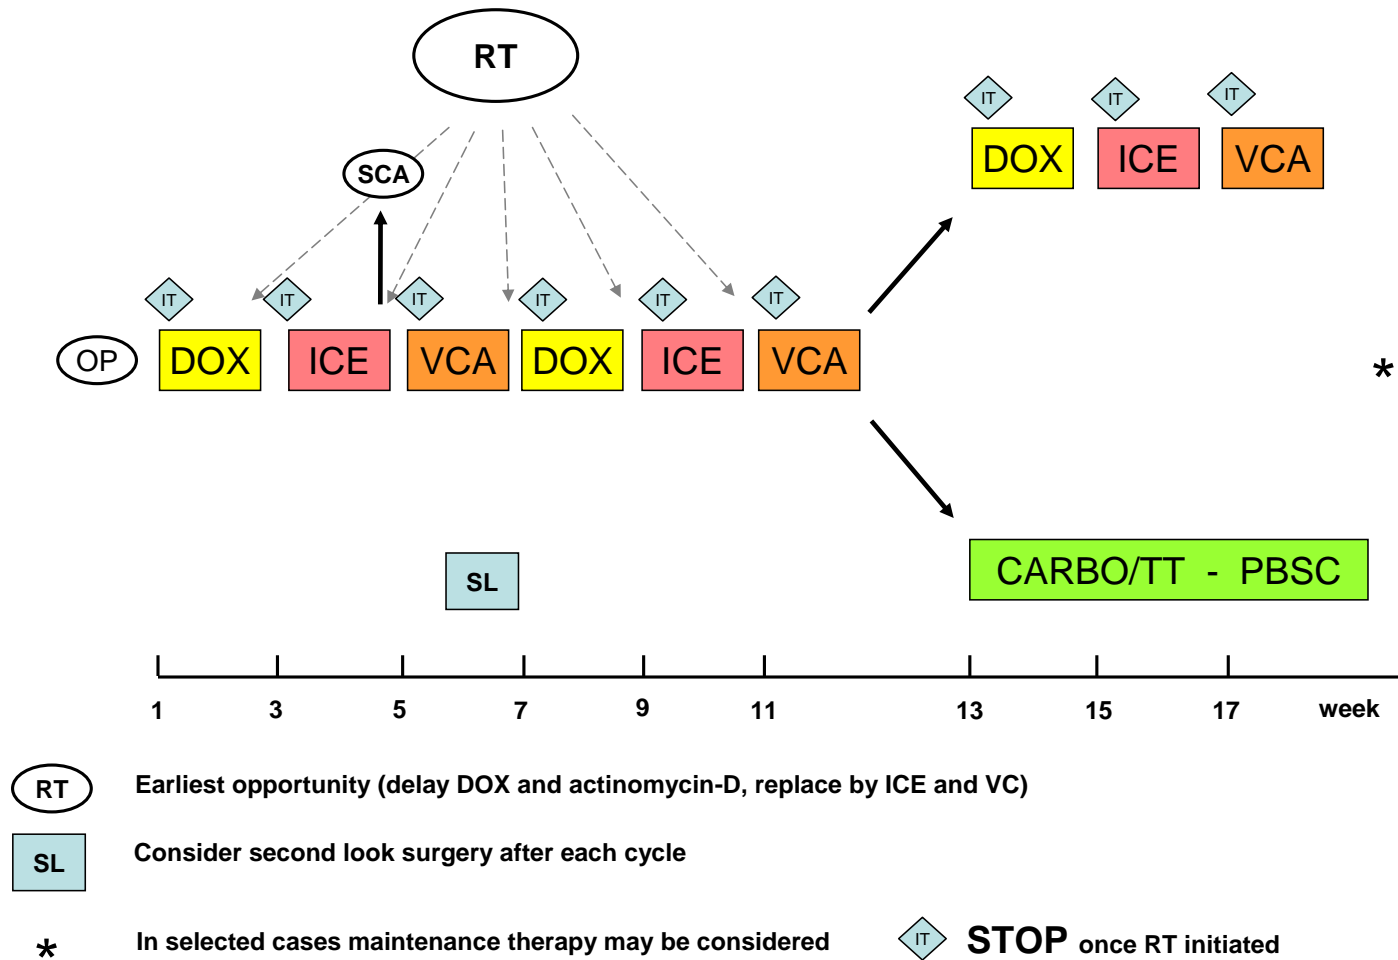 RT
IT IT IT
DOX ICE VCA
SCA
IT IT IT IT IT IT
OP DOX ICE VCA DOX ICE VCA *
CARBO/TT - PBSC
SL
1 3 5 7 9 11 13 15 17 week
RT Earliest opportunity (delay DOX and actinomycin-D, replace by ICE and VC)
SL Consider second look surgery after each cycle
* In selected cases maintenance therapy may be considered IT STOP once RT initiated